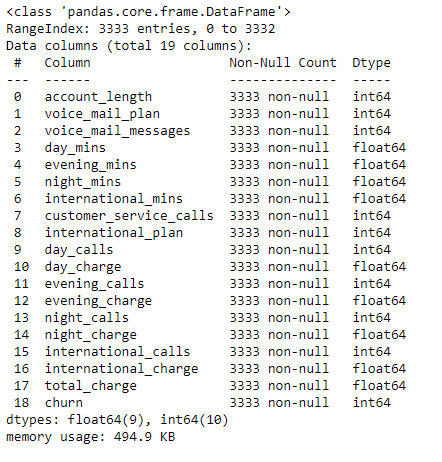 <class 'pandas.core.frame.DataFrame'>
RangeIndex: 3333 entries, 0 to 3332
Data columns (total 19 columns):
 #   Column                  Non-Null Count  Dtype
---  ------                  --------------  -----
 0   account_length          3333 non-null   int64
 1   voice_mail_plan         3333 non-null   int64
 2   voice_mail_messages     3333 non-null   int64
 3   day_mins                3333 non-null   float64
 4   evening_mins            3333 non-null   float64
 5   night_mins              3333 non-null   float64
 6   international_mins      3333 non-null   float64
 7   customer_service_calls  3333 non-null   int64
 8   international_plan      3333 non-null   int64
 9   day_calls               3333 non-null   int64
 10  day_charge              3333 non-null   float64
 11  evening_calls           3333 non-null   int64
 12  evening_charge          3333 non-null   float64
 13  night_calls             3333 non-null   int64
 14  night_charge            3333 non-null   float64
 15  international_calls     3333 non-null   int64
 16  international_charge    3333 non-null   float64
 17  total_charge            3333 non-null   float64
 18  churn                   3333 non-null   int64
dtypes: float64(9), int64(10)
memory usage: 494.9 KB